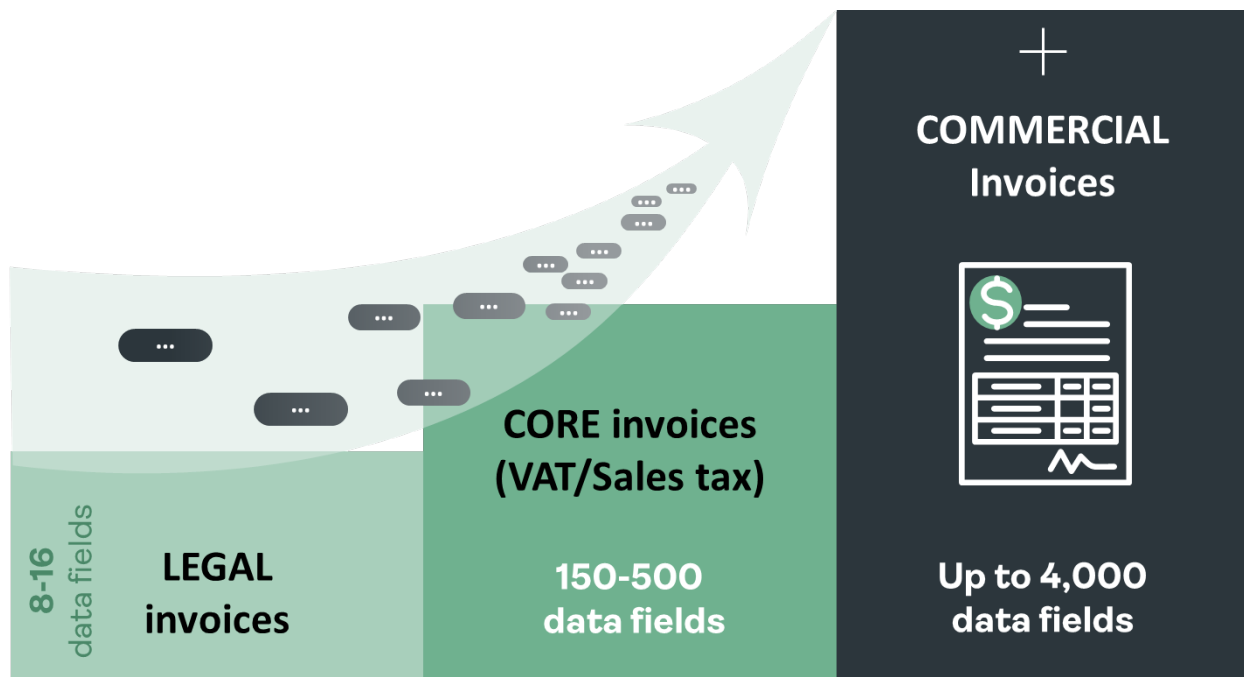 8-16
data fields
LEGAL
invoices
CORE invoices
(VAT/Sales tax)
150-500
data fields
COMMERCIAL
Invoices
$
Up to 4,000
data fields